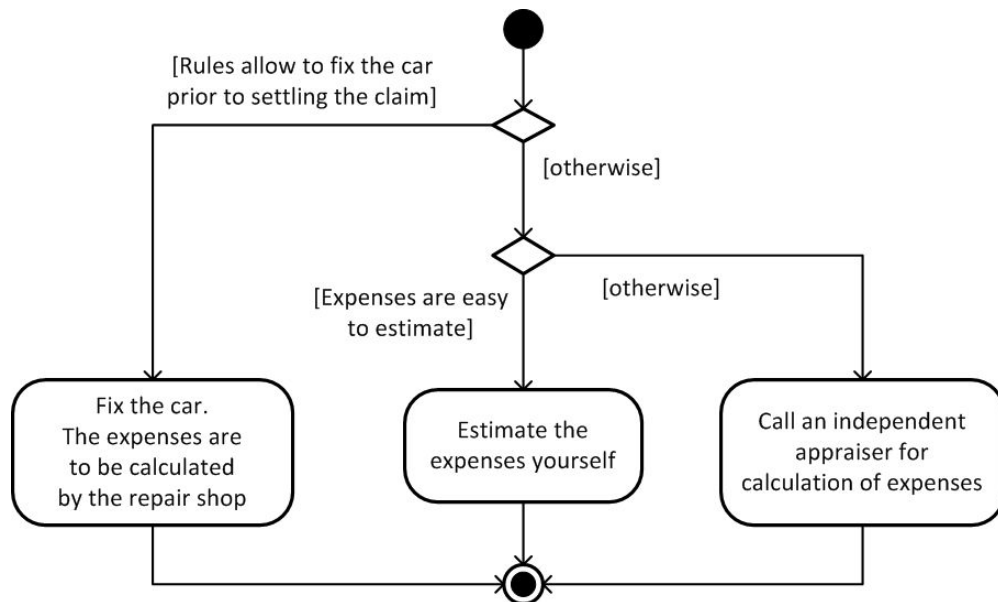 [Rules allow to fix the car
prior to settling the claim]
[otherwise]
[Expenses are easy
to estimate]
[otherwise]
Fix the car.
The expenses are
to be calculated
by the repair shop
Estimate the
expenses yourself
Call an independent
appraiser for
calculation of expenses